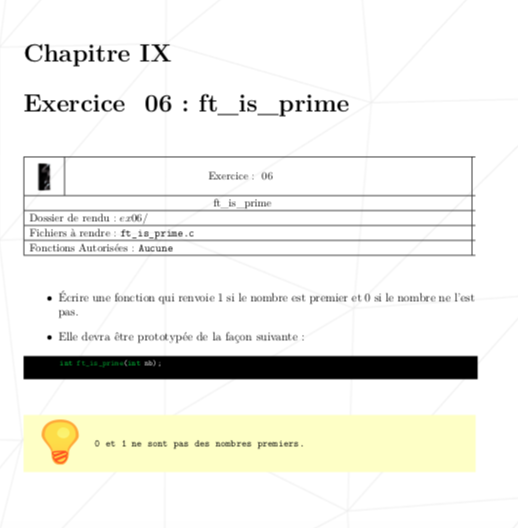 Chapitre IX
Exercice 06 : ft_is_prime
Exercice : 06
ft_is_prime
Dossier de rendu : ex06/
Fichiers à rendre : ft_is_prime.c
Fonctions Autorisées : Aucune
• Écrire une fonction qui renvoie 1 si le nombre est premier et 0 si le nombre ne l'est
pas.
• Elle devra être prototypée de la façon suivante :
int ft_is_prime(int nb);
0 et 1 ne sont pas des nombres premiers.